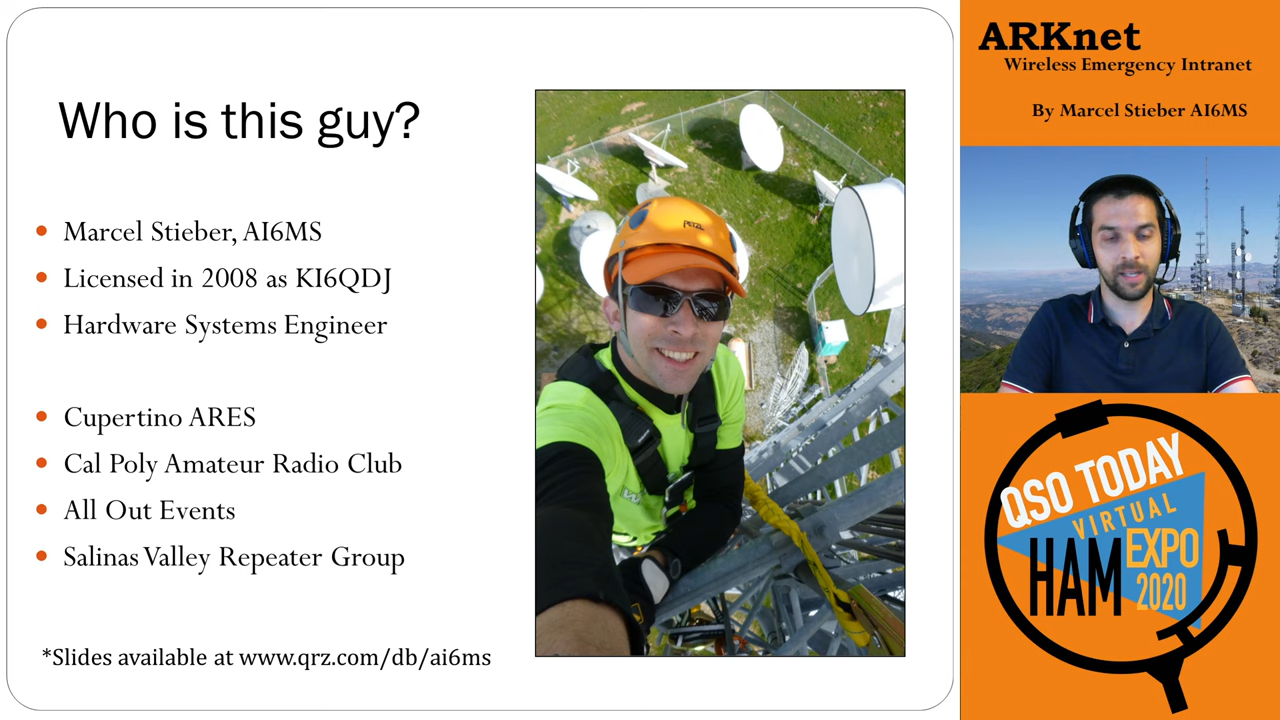 Who is this guy?
Marcel Stieber, AI6MS
Licensed in 2008 as KI6QDJ
Hardware Systems Engineer
Cupertino ARES
Cal Poly Amateur Radio Club
All Out Events
Salinas Valley Repeater Group
*Slides available at www.qrz.com/db/ai6ms
PETZL
ARKnet
Wireless Emergency Intranet
By Marcel Stieber AI6MS
QSO TODAY
VIRTUAL
HAM EXPO
2020